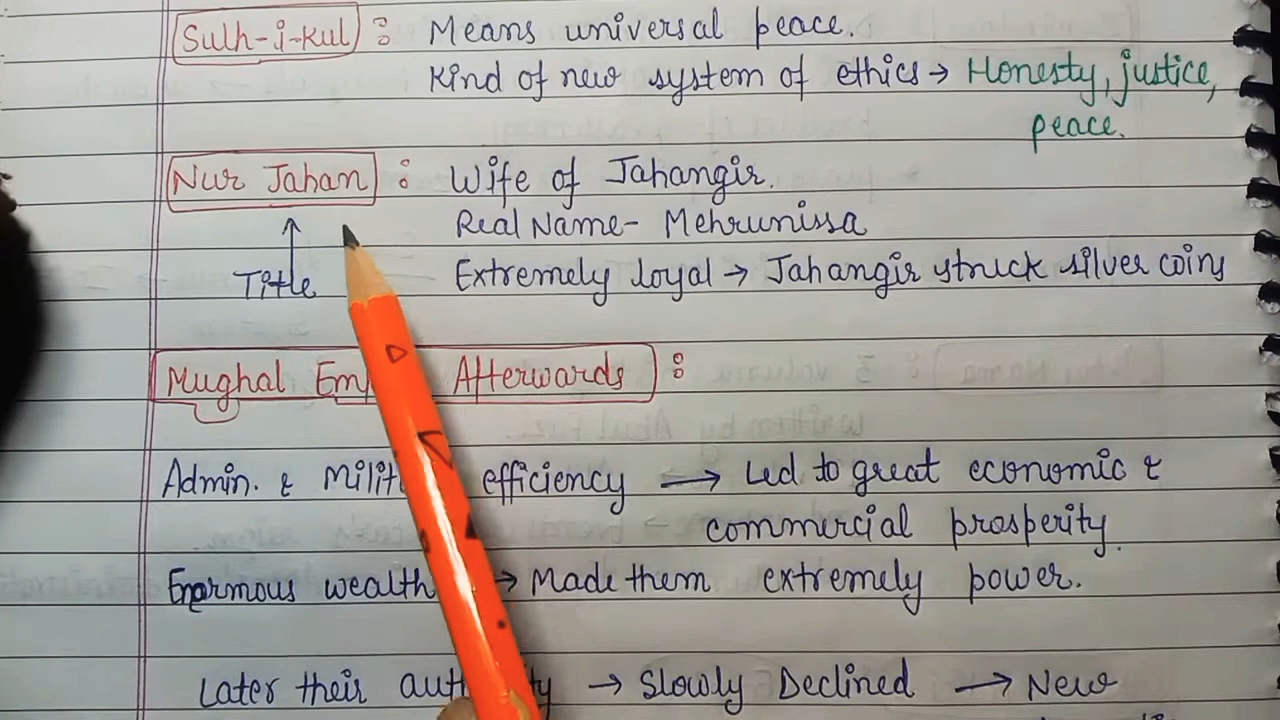 Sulh-i-kul : Means universal peace.
Kind of new system of ethics → Honesty, justice,
peace.
Nur Jahan : Wife of Jahangir.
Real Name- Mehrunissa
Title
Extremely loyal → Jahangir struck silver coins
Mughal Afterwards :
Admin. & efficiency → Led to great economic &
commercial prosperity.
Enormous wealth → Made them extremely power.
Later their → Slowly Declined → New